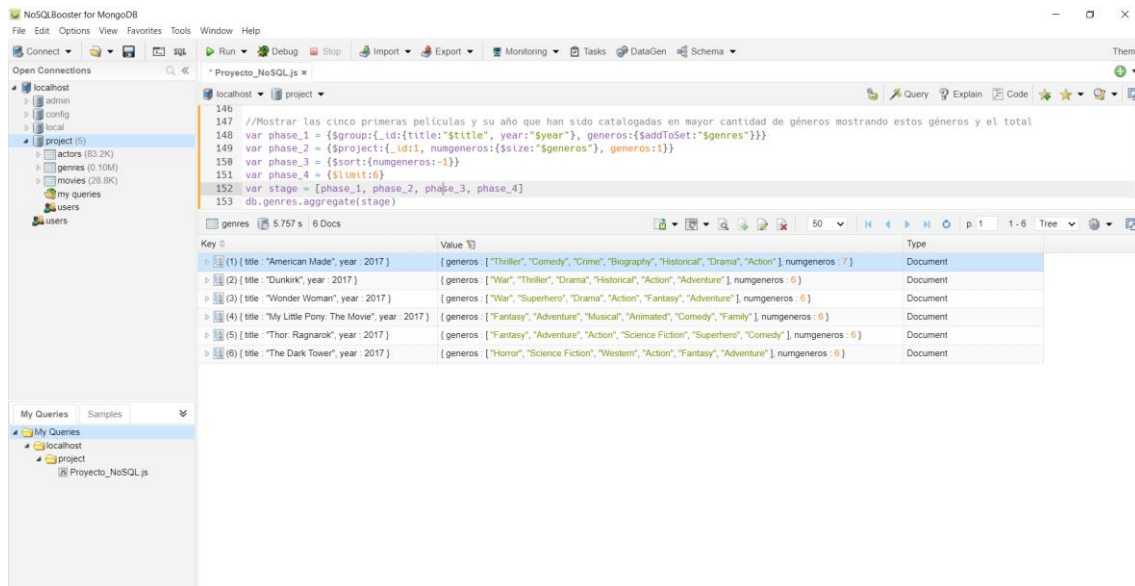 NoSQLBooster for MongoDB
File Edit Options View Favorites Tools Window Help
Connect SQL Run Debug Stop Import Export Monitoring Tasks DataGen Schema Them
Open Connections
localhost
admin
config
local
project (5)
actors (83.2K)
genres (0.10M)
movies (28.8K)
my queries
users
users
* Proyecto_NoSQL.js
localhost project Query Explain Code
146
147 //Mostrar las cinco primeras películas y su año que han sido catalogadas en mayor cantidad de géneros mostrando estos géneros y el total
148 var phase_1 = {$group:{_id:{title:"$title", year:"$year"}, generos:{$addToSet:"$genres"}}}
149 var phase_2 = {$project:{_id:1, numgeneros:{$size:"$generos"}, generos:1}}
150 var phase_3 = {$sort:{numgeneros:-1}}
151 var phase_4 = {$limit:6}
152 var stage = [phase_1, phase_2, phase_3, phase_4]
153 db.genres.aggregate(stage)
genres 5.757 s 6 Docs 50 p. 1 1 - 6 Tree
Key Value Type
(1) { title : "American Made", year : 2017 } { generos : [ "Thriller", "Comedy", "Crime", "Biography", "Historical", "Drama", "Action" ], numgeneros : 7 } Document
(2) { title : "Dunkirk", year : 2017 } { generos : [ "War", "Thriller", "Drama", "Historical", "Action", "Adventure" ], numgeneros : 6 } Document
(3) { title : "Wonder Woman", year : 2017 } { generos : [ "War", "Superhero", "Drama", "Action", "Fantasy", "Adventure" ], numgeneros : 6 } Document
(4) { title : "My Little Pony: The Movie", year : 2017 } { generos : [ "Fantasy", "Adventure", "Musical", "Animated", "Comedy", "Family" ], numgeneros : 6 } Document
(5) { title : "Thor: Ragnarok", year : 2017 } { generos : [ "Fantasy", "Adventure", "Action", "Science Fiction", "Superhero", "Comedy" ], numgeneros : 6 } Document
(6) { title : "The Dark Tower", year : 2017 } { generos : [ "Horror", "Science Fiction", "Western", "Action", "Fantasy", "Adventure" ], numgeneros : 6 } Document
My Queries Samples
My Queries
localhost
project
Proyecto_NoSQL.js